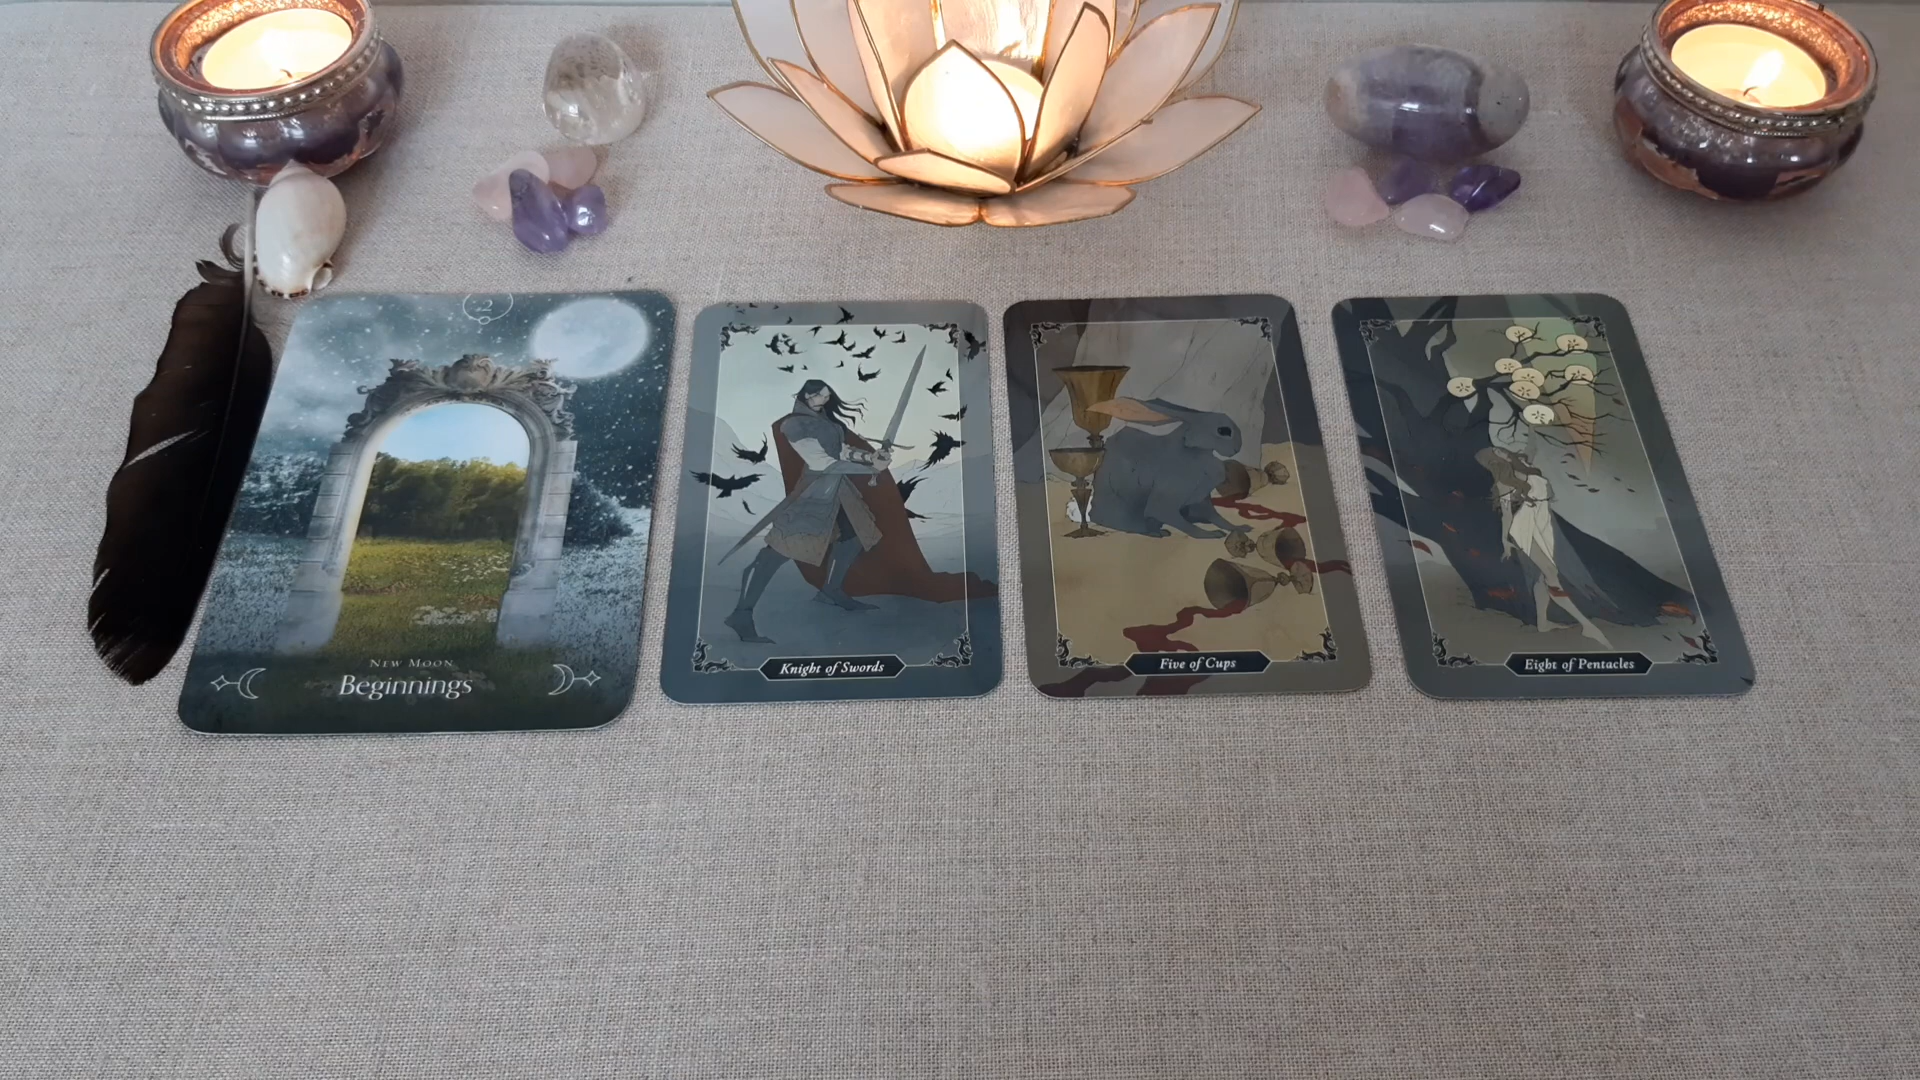 2
New Moon
Beginnings
Knight of Swords
Five of Cups
Eight of Pentacles